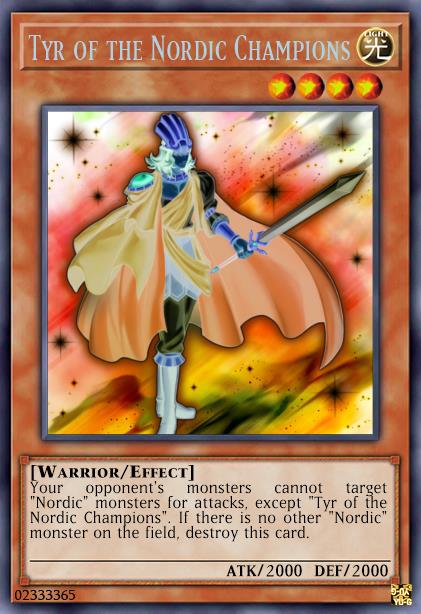 Tyr of the Nordic Champions
LIGHT
光
[Warrior/Effect]
Your opponent's monsters cannot target
"Nordic" monsters for attacks, except "Tyr of the
Nordic Champions". If there is no other "Nordic"
monster on the field, destroy this card.
ATK/2000 DEF/2000
02333365